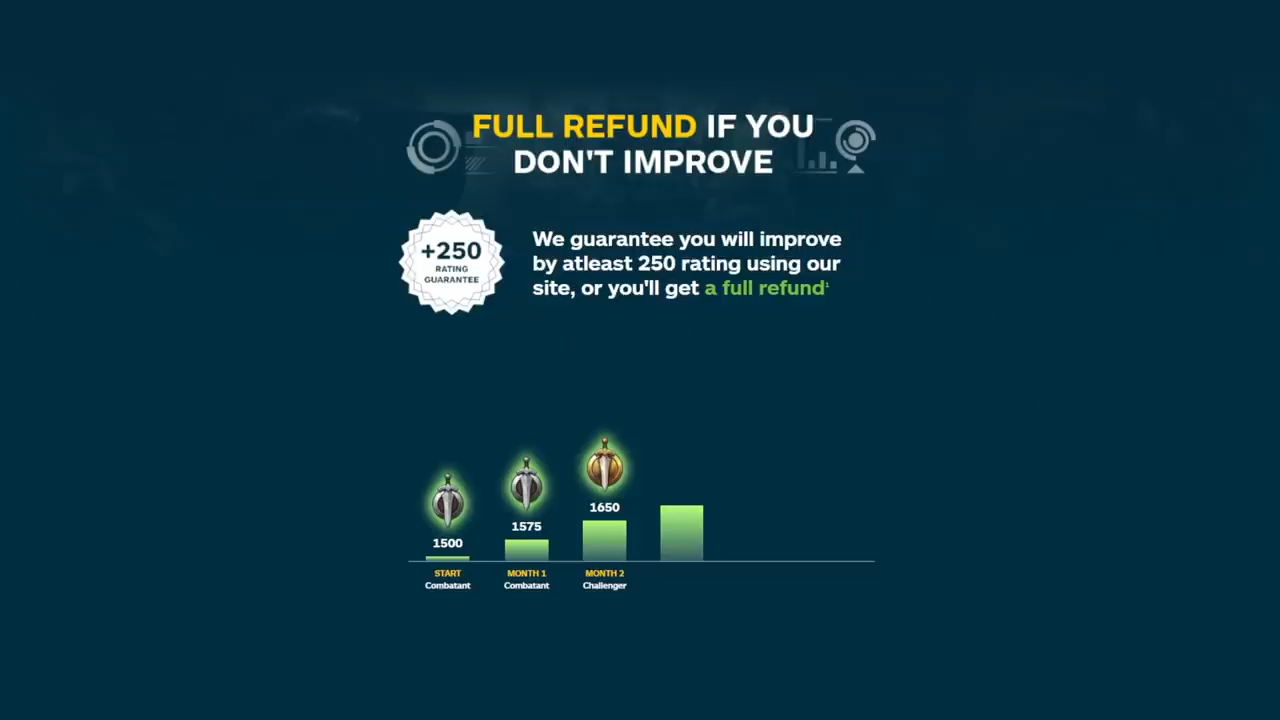 FULL REFUND IF YOU
DON'T IMPROVE
+250
RATING
GUARANTEE
We guarantee you will improve
by atleast 250 rating using our
site, or you'll get a full refund¹
1500
1575
1650
START
Combatant
MONTH 1
Combatant
MONTH 2
Challenger